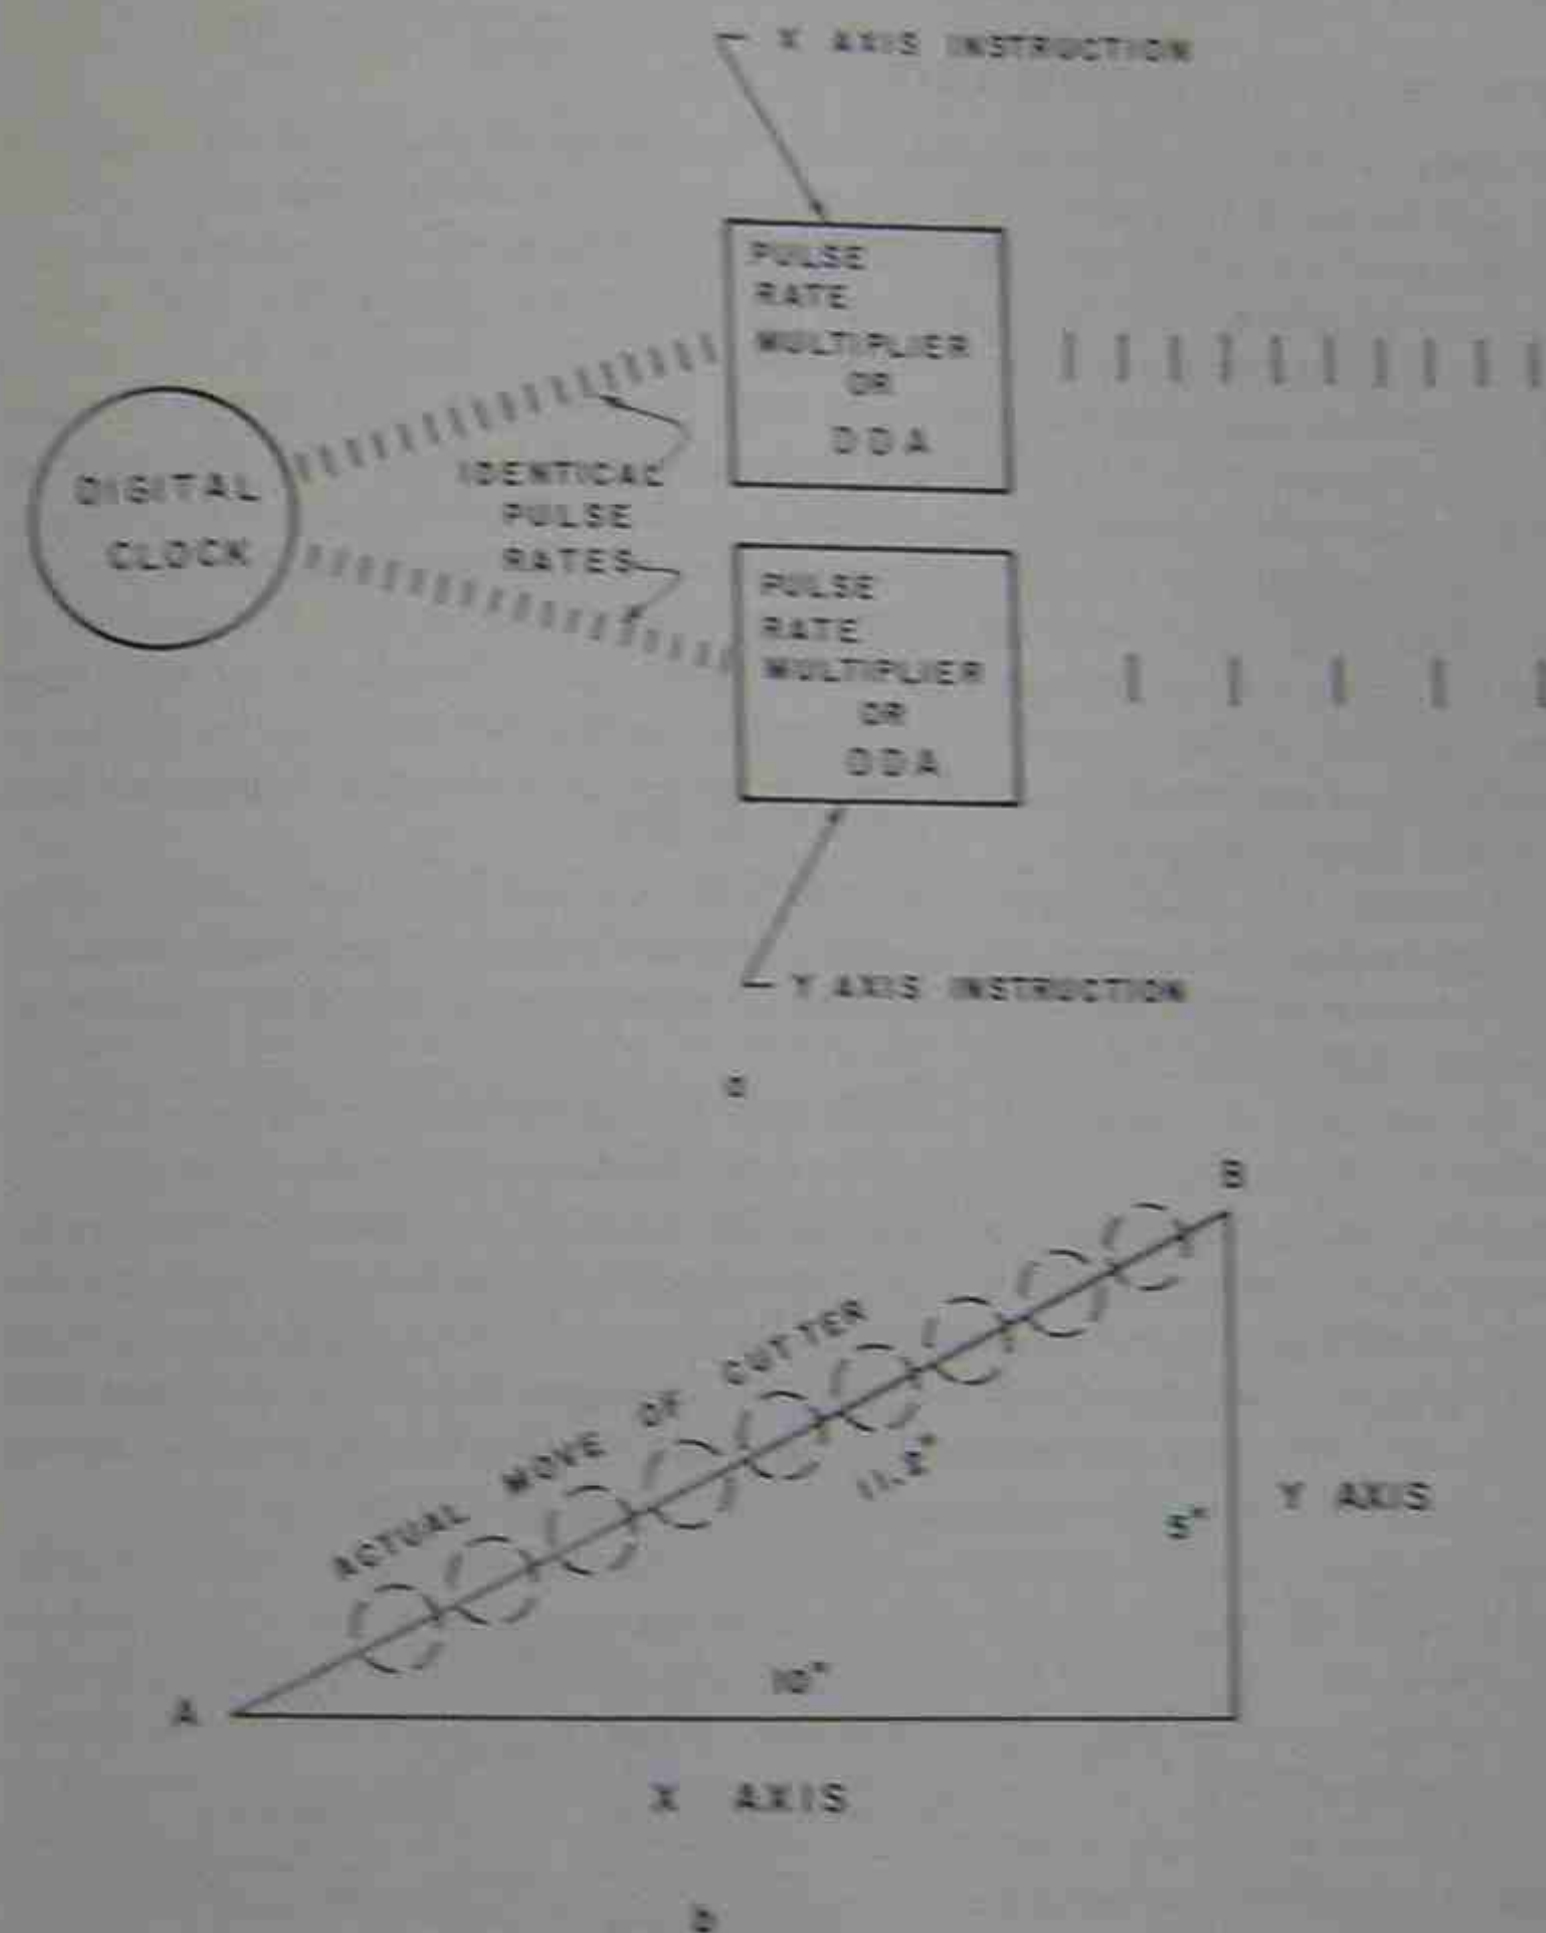 X AXIS INSTRUCTION
PULSE
RATE
MULTIPLIER
OR
DDA
DIGITAL
CLOCK
IDENTICAL
PULSE
RATES
PULSE
RATE
MULTIPLIER
OR
DDA
Y AXIS INSTRUCTION
a
B
ACTUAL MOVE OF CUTTER
11.2"
5"
Y AXIS
10"
A
X AXIS
b